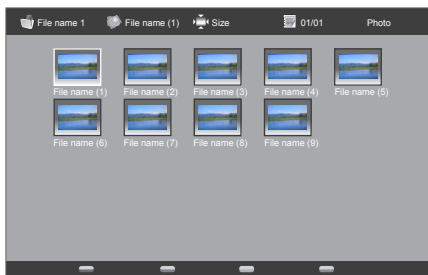 File name 1 File name (1) Size 01/01 Photo
File name (1) File name (2) File name (3) File name (4) File name (5)
File name (6) File name (7) File name (8) File name (9)